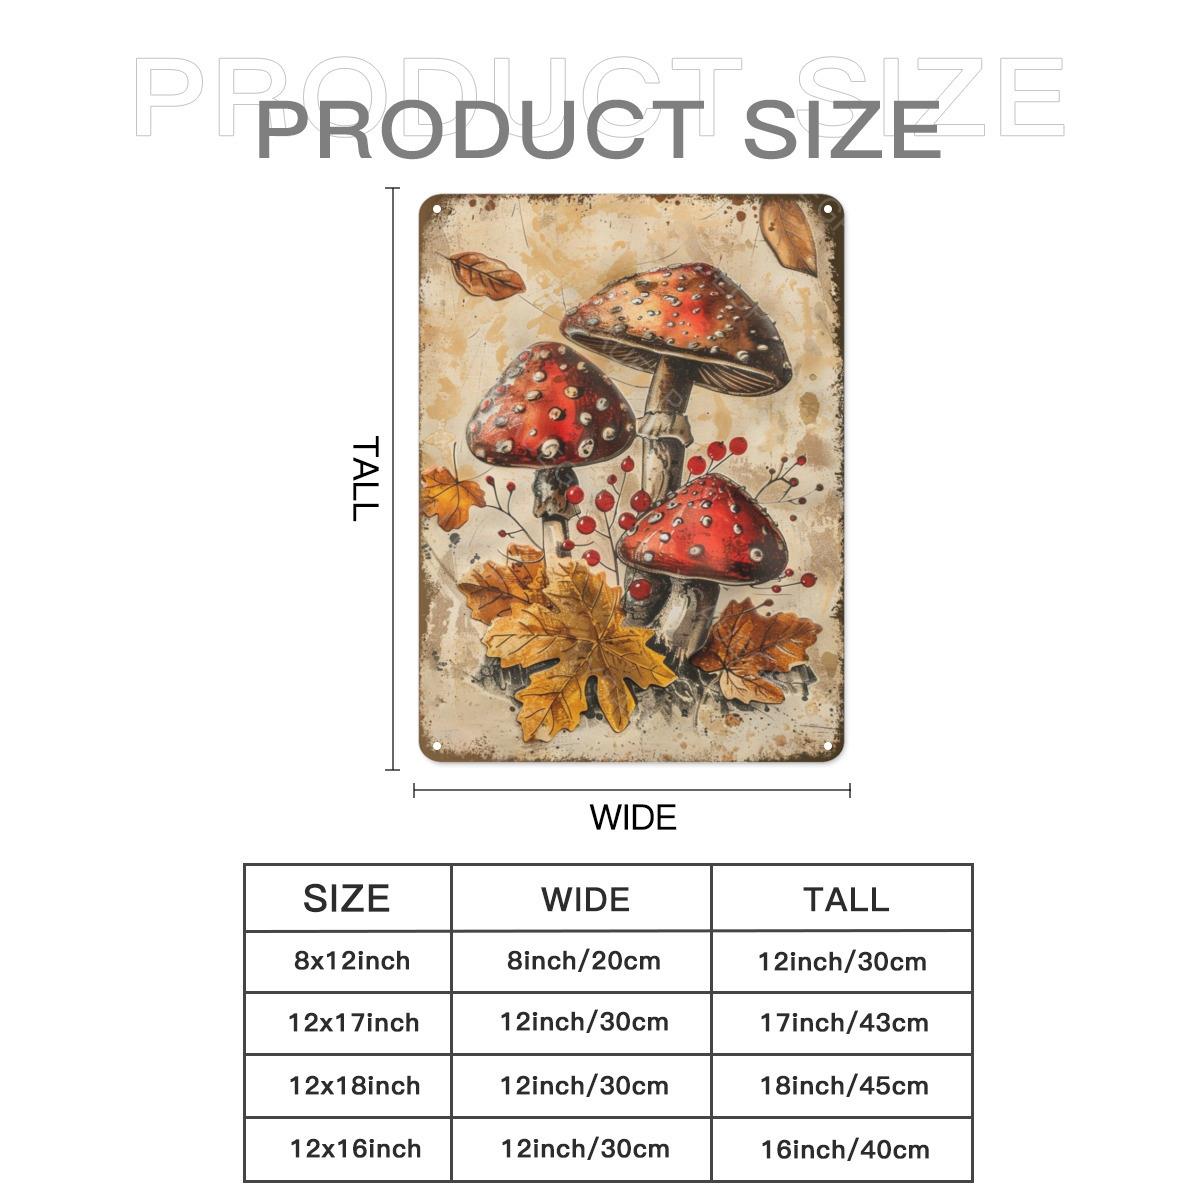 PRODUCT SIZE
PRODUCT SIZE
TALL
WIDE
SIZE WIDE TALL
8x12inch 8inch/20cm 12inch/30cm
12x17inch 12inch/30cm 17inch/43cm
12x18inch 12inch/30cm 18inch/45cm
12x16inch 12inch/30cm 16inch/40cm